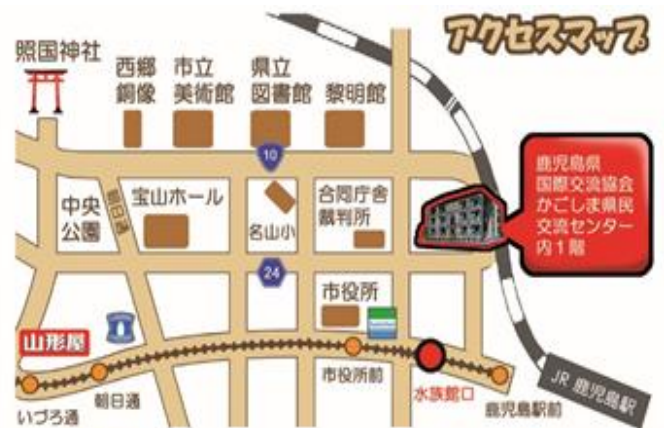 アクセスマップ
照国神社
西郷
銅像
市立
美術館
県立
図書館
黎明館
10
鹿児島県
国際交流協会
かごしま県民
交流センター
内1階
中央
公園
朝日通
宝山ホール
名山小
合同庁舎
裁判所
24
市役所
山形屋
いづろ通
朝日通
市役所前
水族館口
鹿児島駅前
JR 鹿児島駅